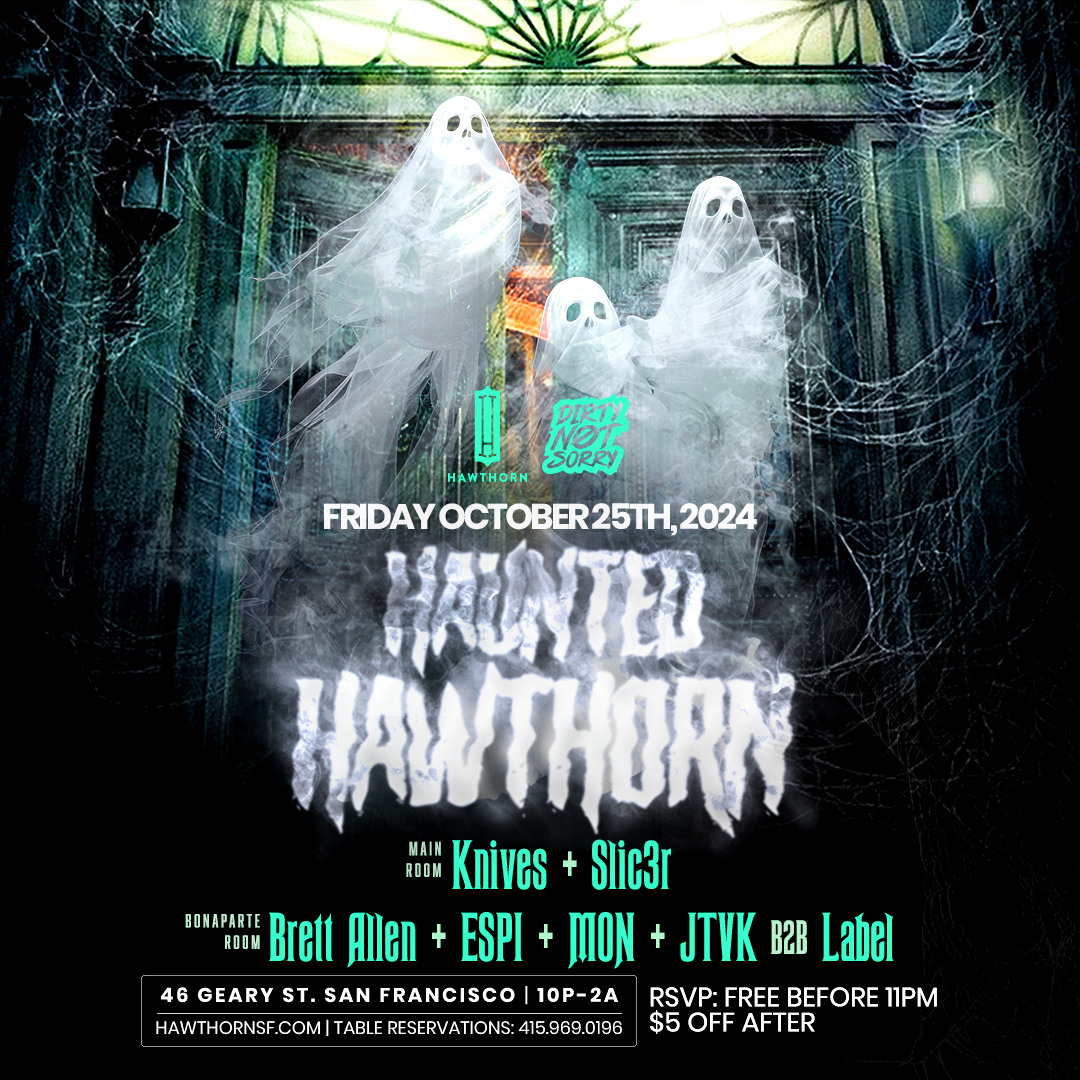 HAWTHORN
DIRTY
NØT
SORRY
FRIDAY OCTOBER 25TH, 2024
HAUNTED
HAWTHORN
MAIN
ROOM
Knives + Slic3r
BONAPARTE
ROOM
Brett Allen + ESPI + MON + JTVK B2B Label
46 GEARY ST. SAN FRANCISCO | 10P-2A
HAWTHORNSF.COM | TABLE RESERVATIONS: 415.969.0196
RSVP: FREE BEFORE 11PM
$5 OFF AFTER